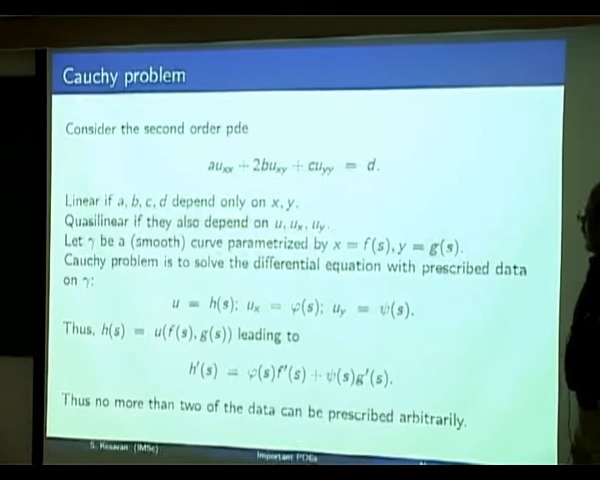 Cauchy problem
Consider the second order pde
au_xx + 2bu_xy + cu_yy = d.
Linear if a, b, c, d depend only on x, y.
Quasilinear if they also depend on u, u_x, u_y.
Let γ be a (smooth) curve parametrized by x = f(s), y = g(s).
Cauchy problem is to solve the differential equation with prescribed data
on γ:
u = h(s); u_x = φ(s); u_y = ψ(s).
Thus, h(s) = u(f(s), g(s)) leading to
h′(s) = φ(s)f′(s) + ψ(s)g′(s).
Thus no more than two of the data can be prescribed arbitrarily.
S. Kesavan (IMSc)
Important PDEs